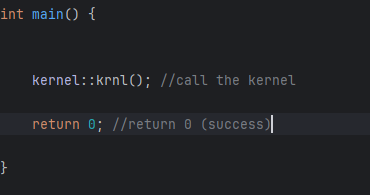 int main() {
kernel::krnl(); //call the kernel
return 0; //return 0 (success)
}